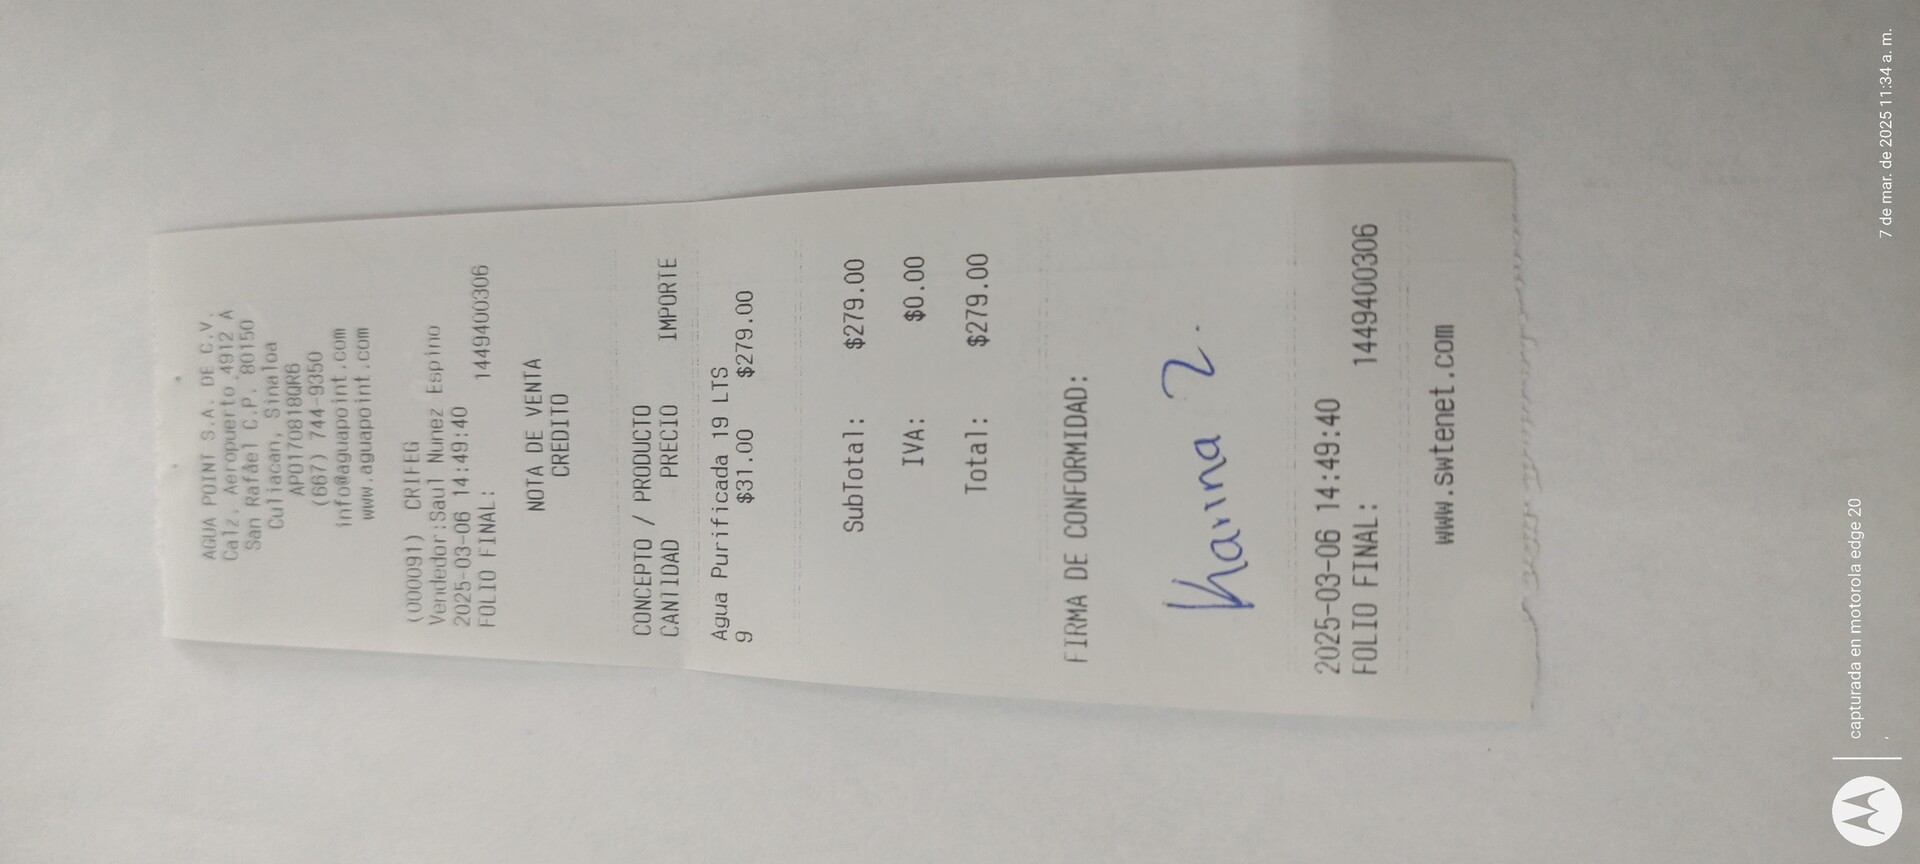 AGUA POINT S.A. DE C.V.
Calz. Aeropuerto 4912 A
San Rafael C.P. 80150
Culiacan, Sinaloa
APO170818QR6
(667) 744-9350
info@aguapoint.com
www.aguapoint.com
(000091) CRIFEG
Vendedor:Saul Nunez Espino
2025-03-06 14:49:40
FOLIO FINAL: 1449400306
NOTA DE VENTA
CREDITO
CONCEPTO / PRODUCTO
CANTIDAD PRECIO IMPORTE
Agua Purificada 19 LTS
9 $31.00 $279.00
SubTotal: $279.00
IVA: $0.00
Total: $279.00
FIRMA DE CONFORMIDAD:
Karina Z.
2025-03-06 14:49:40
FOLIO FINAL: 1449400306
www.swtenet.com
capturada en motorola edge 20
7 de mar. de 2025 11:34 a. m.